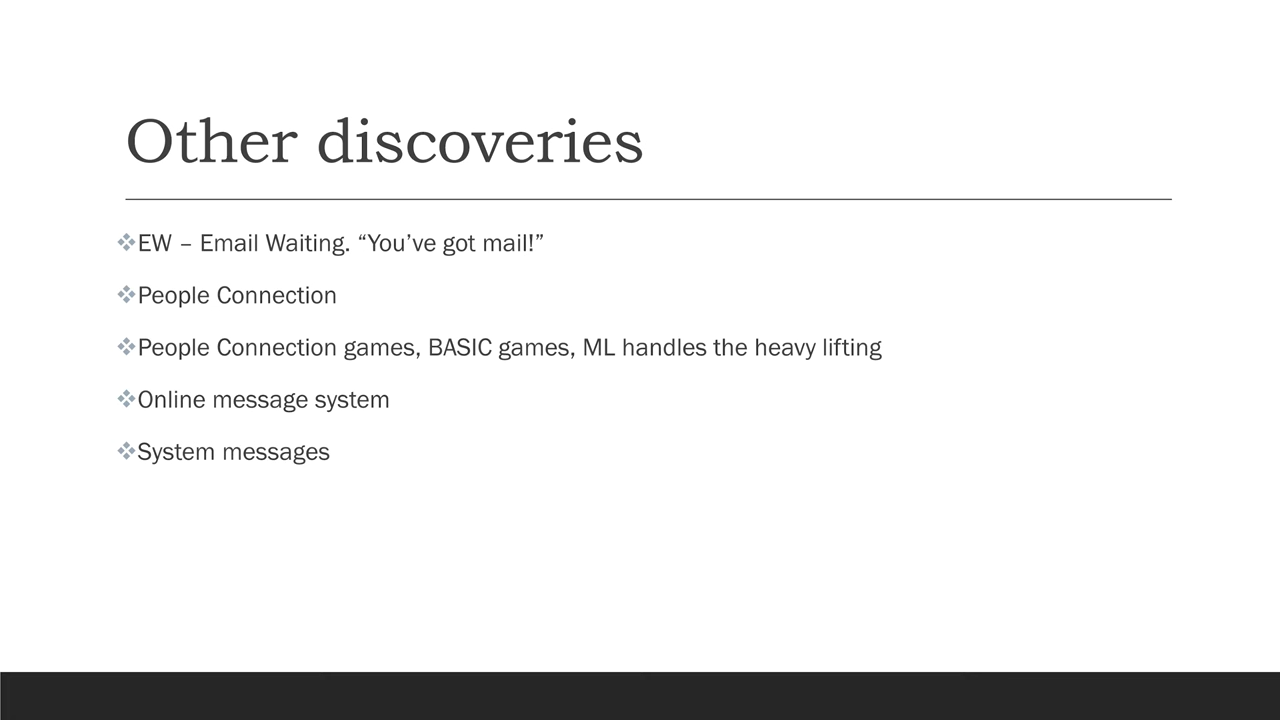 Other discoveries
❖EW – Email Waiting. “You’ve got mail!”
❖People Connection
❖People Connection games, BASIC games, ML handles the heavy lifting
❖Online message system
❖System messages